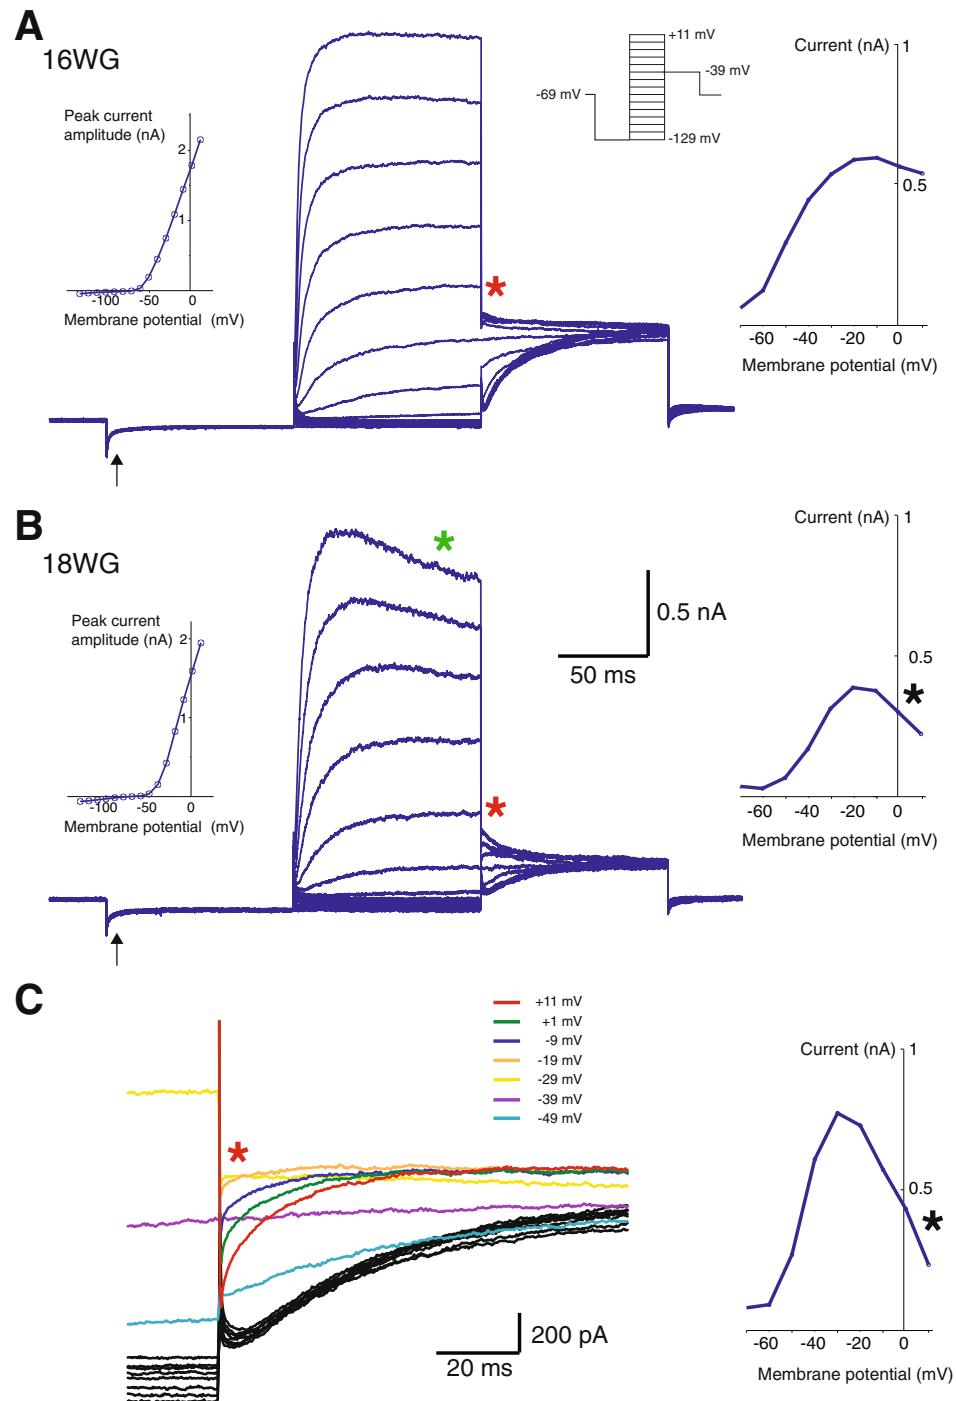 A
16WG
Peak current
amplitude (nA)
2
1
-100
-50
0
Membrane potential (mV)
+11 mV
-39 mV
-69 mV
-129 mV
*
Current (nA)
1
0.5
-60
-40
-20
0
Membrane potential (mV)
B
18WG
Peak current
amplitude (nA)
2
1
-100
-50
0
Membrane potential (mV)
*
*
0.5 nA
50 ms
Current (nA)
1
0.5
*
-60
-40
-20
0
Membrane potential (mV)
C
+11 mV
+1 mV
-9 mV
-19 mV
-29 mV
-39 mV
-49 mV
*
200 pA
20 ms
Current (nA)
1
0.5
*
-60
-40
-20
0
Membrane potential (mV)